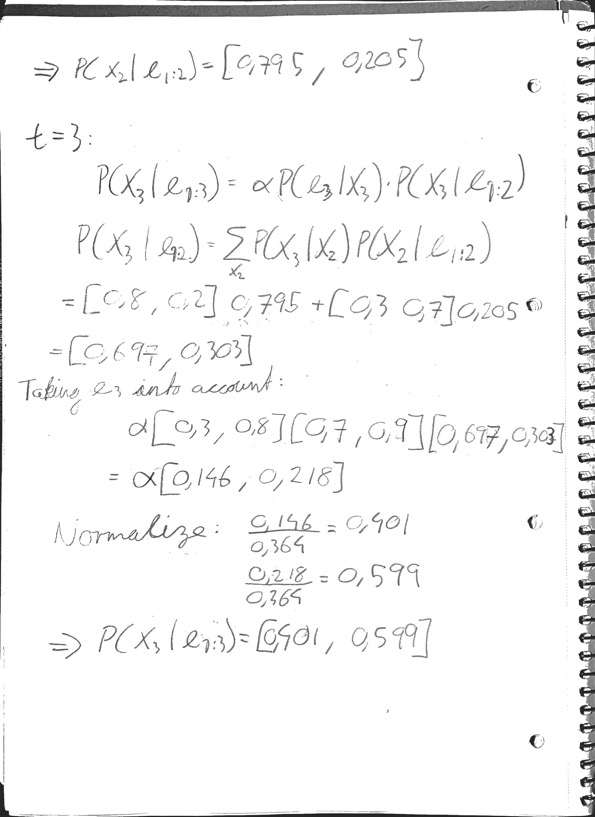 ⇒ P(X₂|e₁:₂)=[0,795, 0,205]
t=3:
P(X₃|e₁:₃)= αP(e₃|X₃)·P(X₃|e₁:₂)
P(X₃|e₁:₂)= ∑ P(X₃|X₂)P(X₂|e₁:₂)
X₂
=[0,8, 0,2] 0,795 +[0,3 0,7]0,205
=[0,697, 0,303]
Taking e₃ into account:
α[0,3, 0,8][0,7, 0,9][0,697, 0,303]
= α[0,146, 0,218]
Normalize: 0,146/0,364 = 0,401
0,218/0,364 = 0,599
⇒ P(X₃|e₁:₃)=[0,401, 0,599]